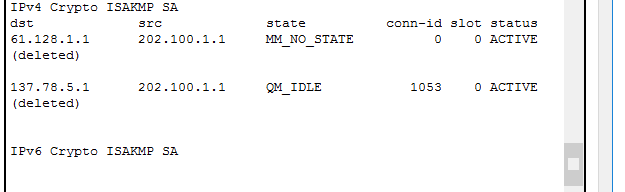 IPv4 Crypto ISAKMP SA
dst src state conn-id slot status
61.128.1.1 202.100.1.1 MM_NO_STATE 0 0 ACTIVE
(deleted)
137.78.5.1 202.100.1.1 QM_IDLE 1053 0 ACTIVE
(deleted)
IPv6 Crypto ISAKMP SA